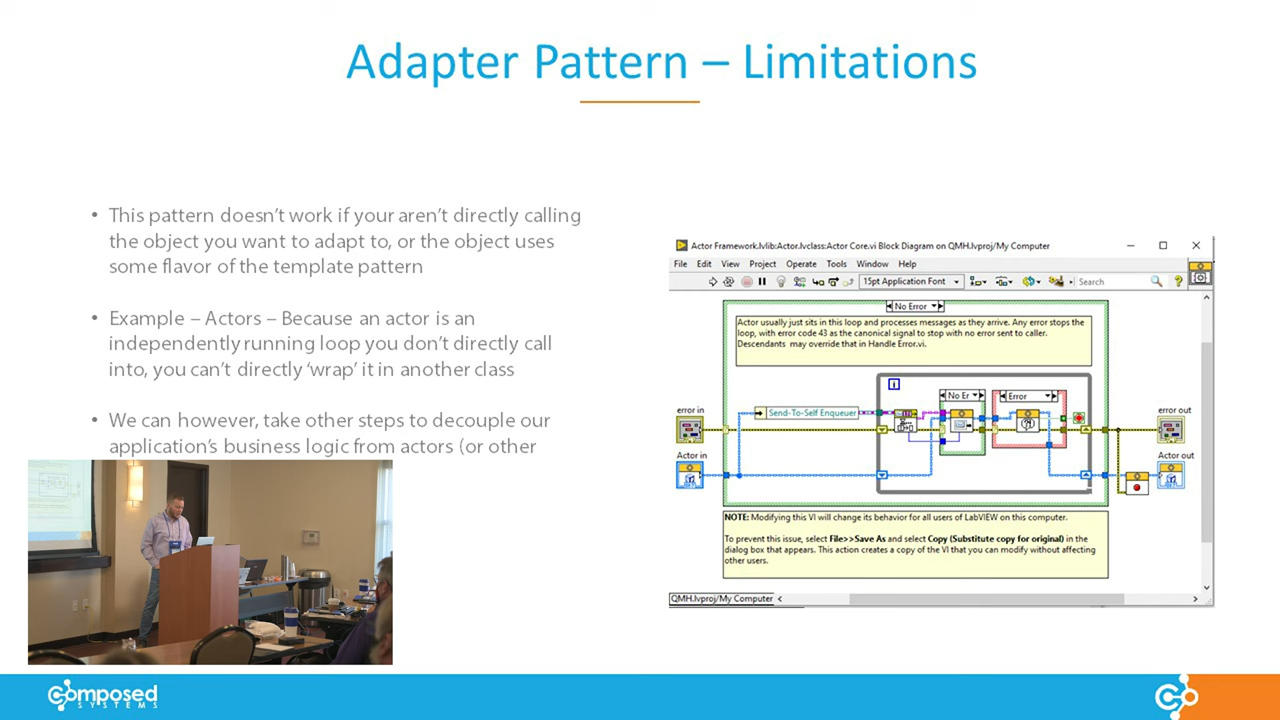 Adapter Pattern – Limitations
• This pattern doesn't work if your aren't directly calling
the object you want to adapt to, or the object uses
some flavor of the template pattern
• Example – Actors – Because an actor is an
independently running loop you don't directly call
into, you can't directly 'wrap' it in another class
• We can however, take other steps to decouple our
application's business logic from actors (or other
Actor Framework.lvlib:Actor.lvclass:Actor Core.vi Block Diagram on QMH.lvproj/My Computer
File Edit View Project Operate Tools Window Help
15pt Application Font
Search
No Error
Actor usually just sits in this loop and processes messages as they arrive. Any error stops the
loop, with error code 43 as the canonical signal to stop with no error sent to caller.
Descendants may override that in Handle Error.vi.
i
No Er
Error
Send-To-Self Enqueuer
error in
error out
Actor in
Actor out
NOTE: Modifying this VI will change its behavior for all users of LabVIEW on this computer.
To prevent this issue, select File>>Save As and select Copy (Substitute copy for original) in the
dialog box that appears. This action creates a copy of the VI that you can modify without affecting
other users.
QMH.lvproj/My Computer
composed
SYSTEMS